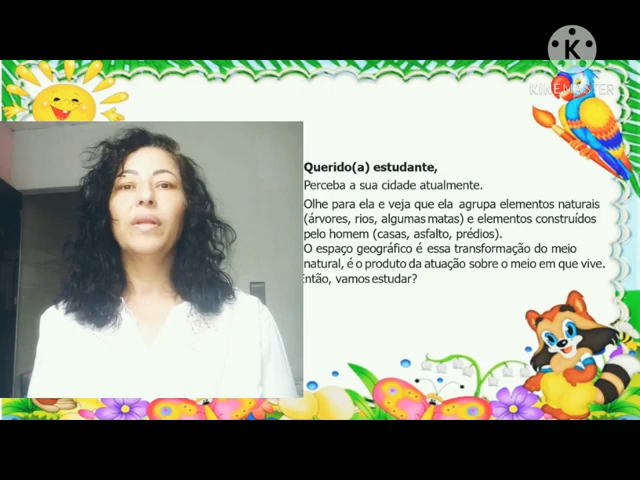 K
KINEMASTER
Querido(a) estudante,
Perceba a sua cidade atualmente.
Olhe para ela e veja que ela agrupa elementos naturais
(árvores, rios, algumas matas) e elementos construídos
pelo homem (casas, asfalto, prédios).
O espaço geográfico é essa transformação do meio
natural, é o produto da atuação sobre o meio em que vive.
Então, vamos estudar?